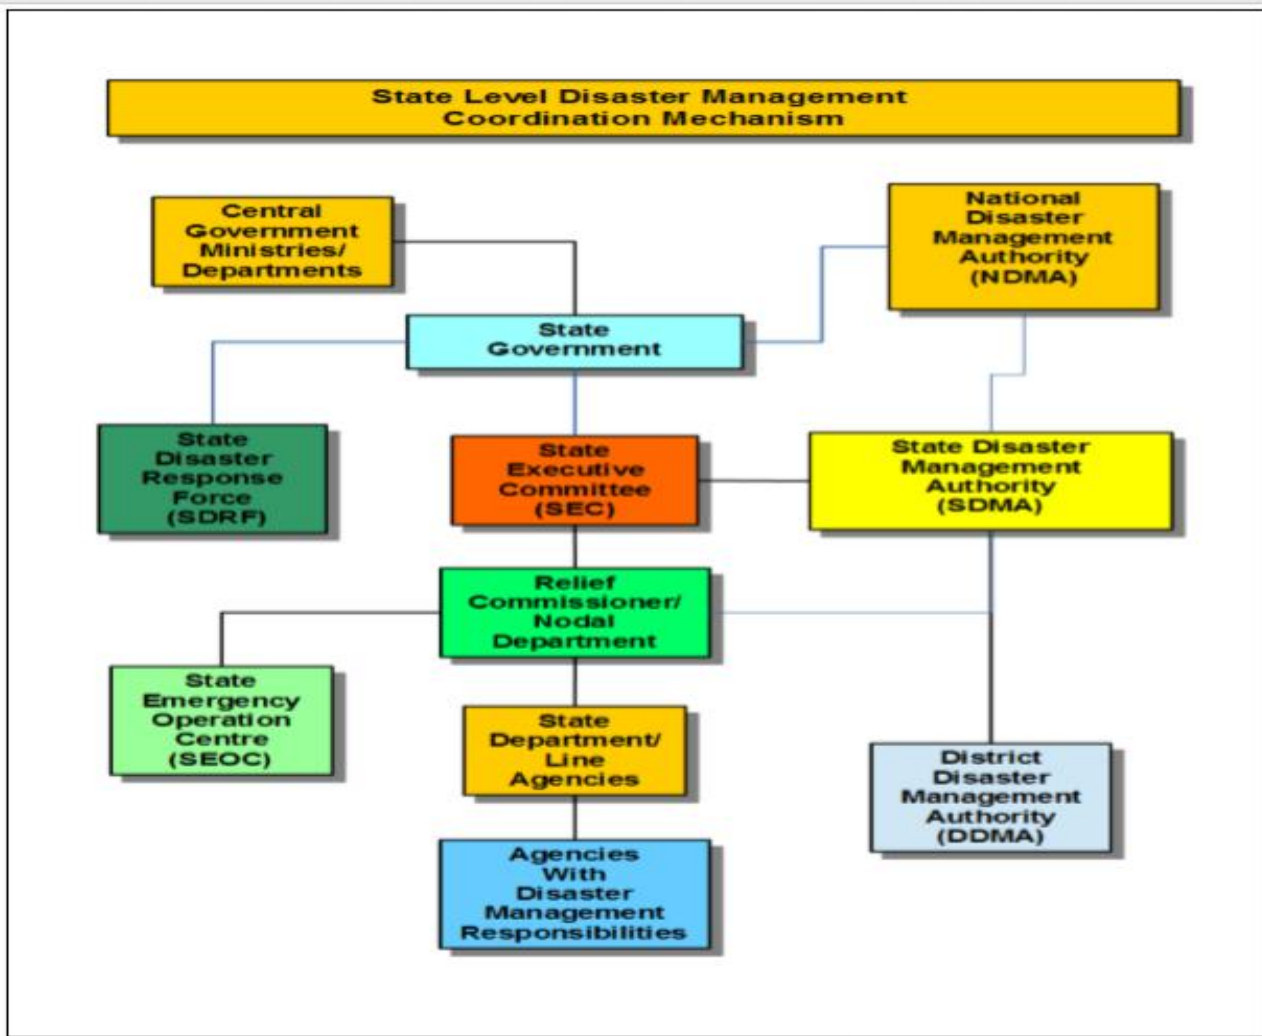 State Level Disaster Management
Coordination Mechanism
Central
Government
Ministries/
Departments
National
Disaster
Management
Authority
(NDMA)
State
Government
State
Disaster
Response
Force
(SDRF)
State
Executive
Committee
(SEC)
State Disaster
Management
Authority
(SDMA)
Relief
Commissioner/
Nodal
Department
State
Emergency
Operation
Centre
(SEOC)
State
Department/
Line
Agencies
District
Disaster
Management
Authority
(DDMA)
Agencies
With
Disaster
Management
Responsibilities